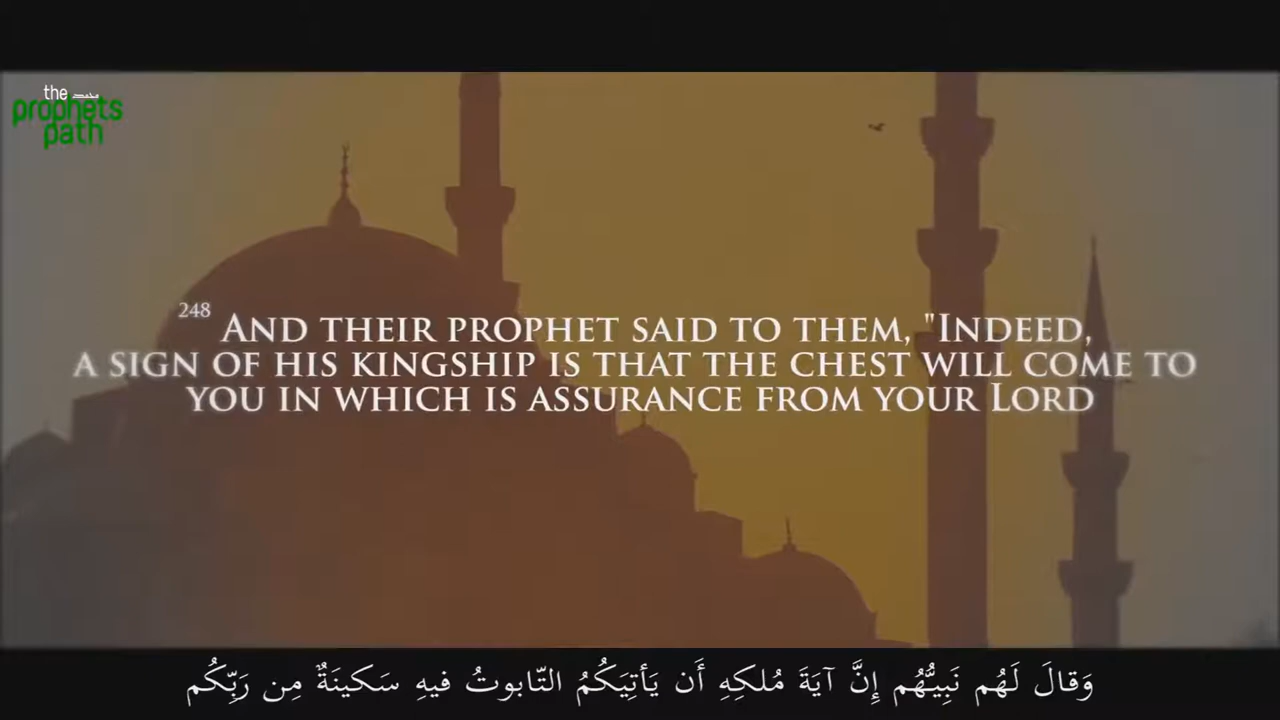 the
prophets
path
248 AND THEIR PROPHET SAID TO THEM, "INDEED,
A SIGN OF HIS KINGSHIP IS THAT THE CHEST WILL COME TO
YOU IN WHICH IS ASSURANCE FROM YOUR LORD
وَقالَ لَهُم نَبِيُّهُم إِنَّ آيَةَ مُلكِهِ أَن يَأتِيَكُمُ التّابوتُ فيهِ سَكينَةٌ مِن رَبِّكُم